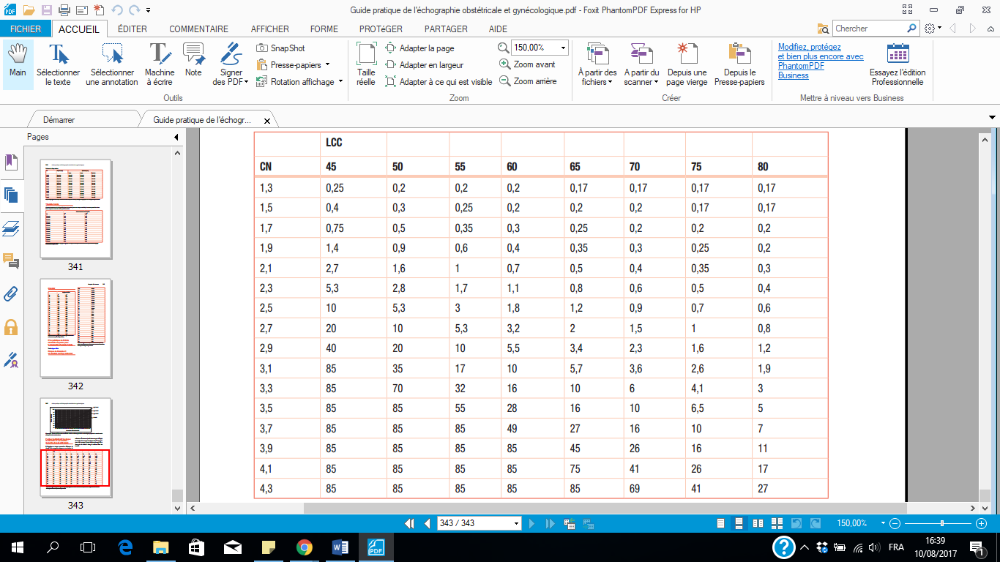 Guide pratique de l'échographie obstétricale et gynécologique.pdf - Foxit PhantomPDF Express for HP
FICHIER ACCUEIL ÉDITER COMMENTAIRE AFFICHER FORME PROTéGER PARTAGER AIDE Chercher
Main
Sélectionner le texte
Sélectionner une annotation
Machine à écrire
Note
Signer des PDF
SnapShot
Presse-papiers
Rotation affichage
Outils
Taille réelle
Adapter la page
Adapter en largeur
Adapter à ce qui est visible
150,00%
Zoom avant
Zoom arrière
Zoom
À partir des fichiers
A partir du scanner
Depuis une page vierge
Depuis le Presse-papiers
Créer
Modifiez, protégez
et bien plus encore avec
PhantomPDF
Business
Essayez l'édition Professionnelle
Mettre à niveau vers Business
Démarrer Guide pratique de l'échogr...
Pages
341
342
343
LCC
CN 45 50 55 60 65 70 75 80
1,3 0,25 0,2 0,2 0,2 0,17 0,17 0,17 0,17
1,5 0,4 0,3 0,25 0,2 0,2 0,2 0,17 0,17
1,7 0,75 0,5 0,35 0,3 0,25 0,2 0,2 0,2
1,9 1,4 0,9 0,6 0,4 0,35 0,3 0,25 0,2
2,1 2,7 1,6 1 0,7 0,5 0,4 0,35 0,3
2,3 5,3 2,8 1,7 1,1 0,8 0,6 0,5 0,4
2,5 10 5,3 3 1,8 1,2 0,9 0,7 0,6
2,7 20 10 5,3 3,2 2 1,5 1 0,8
2,9 40 20 10 5,5 3,4 2,3 1,6 1,2
3,1 85 35 17 10 5,7 3,6 2,6 1,9
3,3 85 70 32 16 10 6 4,1 3
3,5 85 85 55 28 16 10 6,5 5
3,7 85 85 85 49 27 16 10 7
3,9 85 85 85 85 45 26 16 11
4,1 85 85 85 85 75 41 26 17
4,3 85 85 85 85 85 69 41 27
343 / 343
150,00%
PDF
FRA
16:39
10/08/2017
1